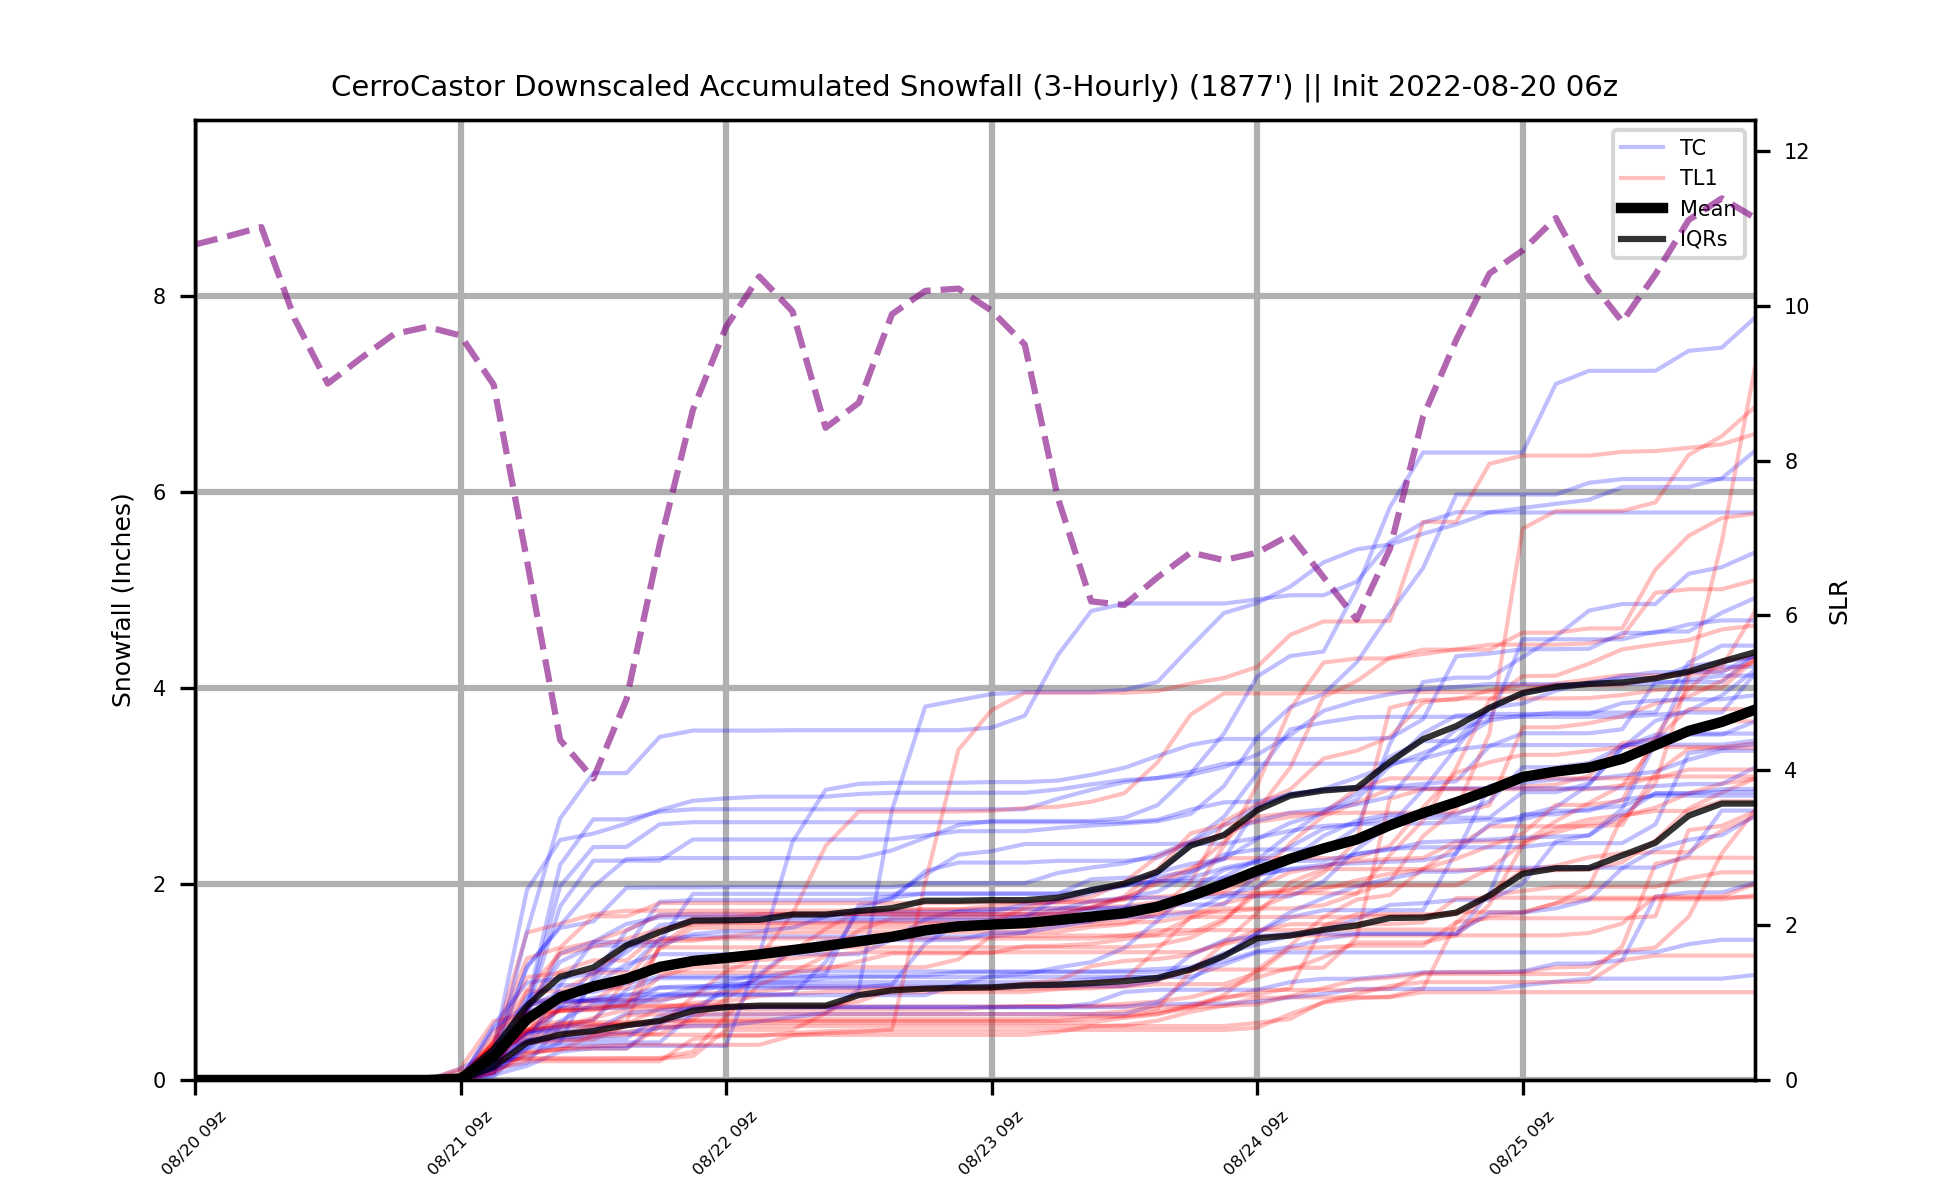 CerroCastor Downscaled Accumulated Snowfall (3-Hourly) (1877') || Init 2022-08-20 06z
TC
TL1
Mean
IQRs
Snowfall (Inches)
8
6
4
2
0
12
10
8
6
4
2
0
SLR
08/20 09z
08/21 09z
08/22 09z
08/23 09z
08/24 09z
08/25 09z